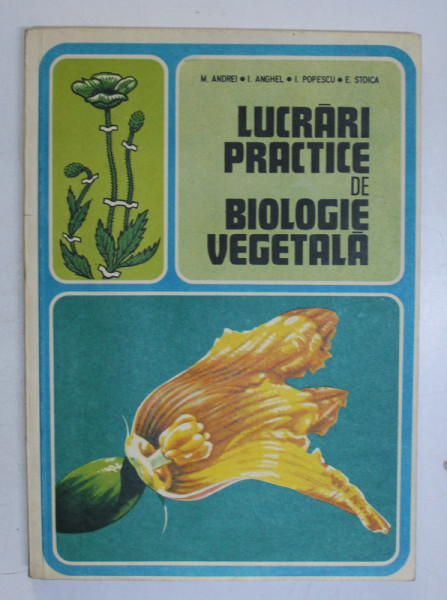 M. ANDREI • I. ANGHEL • I. POPESCU • E. STOICA
LUCRĂRI
PRACTICE
DE
BIOLOGIE
VEGETALĂ